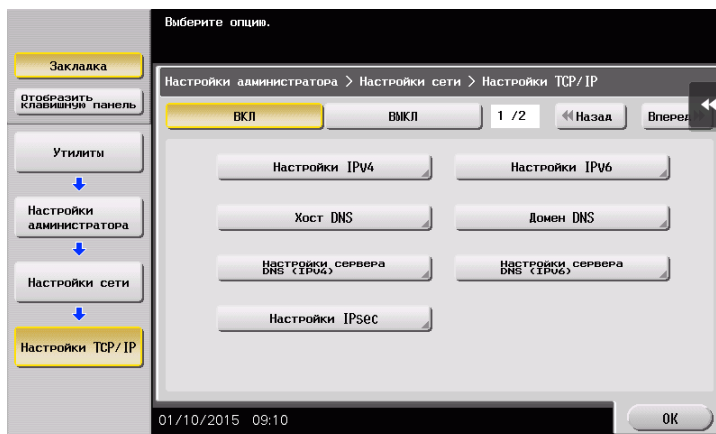 Выберите опцию.
Закладка
Отобразить
клавишную панель
Утилиты
Настройки
администратора
Настройки сети
Настройки TCP/IP
Настройки администратора > Настройки сети > Настройки TCP/IP
ВКЛ
ВЫКЛ
1 /2
Назад
Вперед
Настройки IPv4
Настройки IPv6
Хост DNS
Домен DNS
Настройки сервера
DNS (IPv4)
Настройки сервера
DNS (IPv6)
Настройки IPsec
01/10/2015 09:10
OK